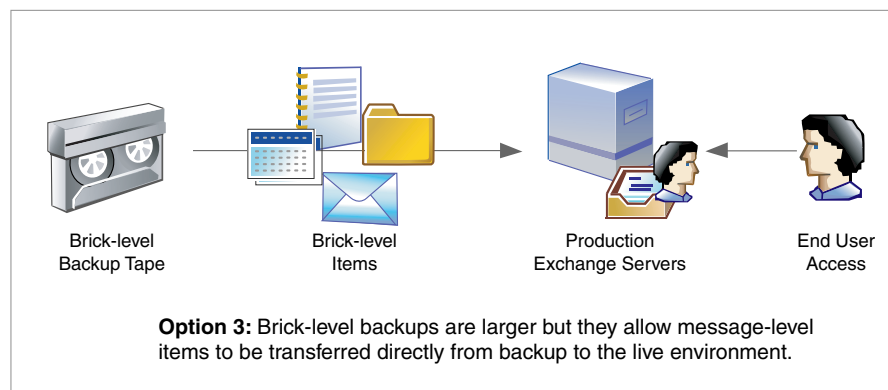 Brick-level
Backup Tape
Brick-level
Items
Production
Exchange Servers
End User
Access
Option 3: Brick-level backups are larger but they allow message-level
items to be transferred directly from backup to the live environment.